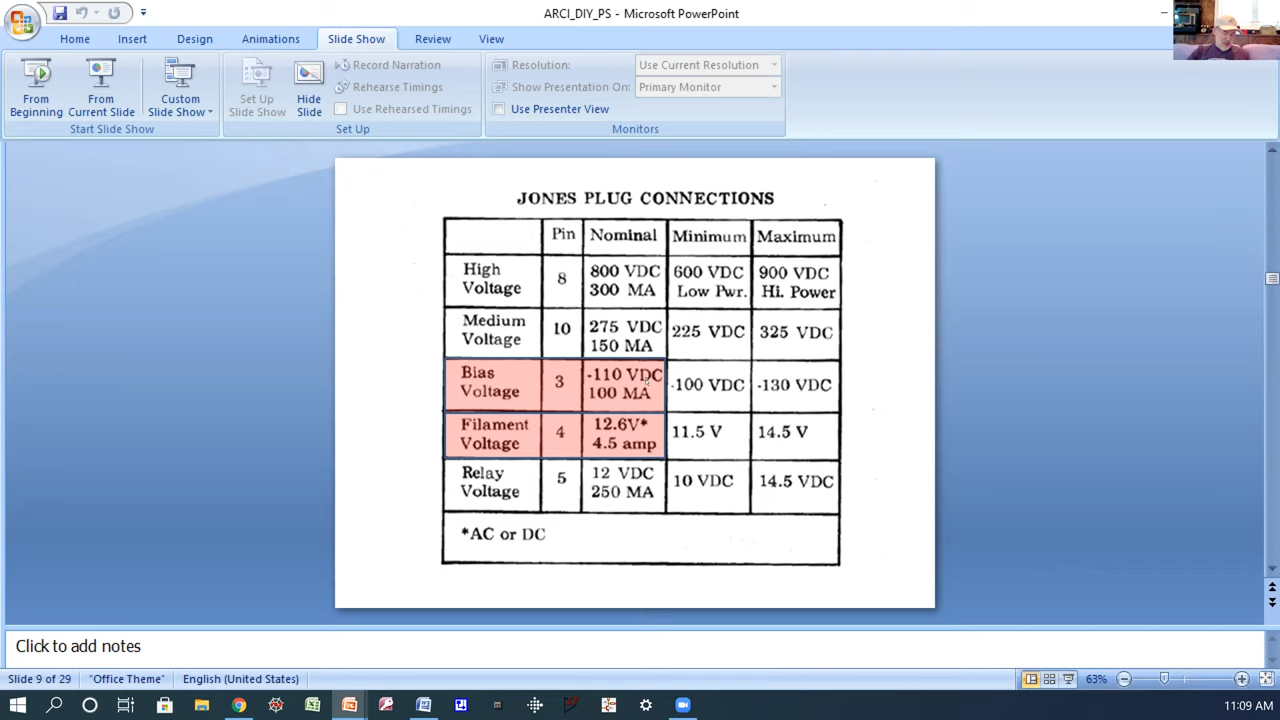 ARCI_DIY_PS - Microsoft PowerPoint
Home Insert Design Animations Slide Show Review View
From Beginning
From Current Slide
Custom Slide Show
Start Slide Show
Set Up Slide Show
Hide Slide
Record Narration
Rehearse Timings
Use Rehearsed Timings
Set Up
Resolution: Use Current Resolution
Show Presentation On: Primary Monitor
Use Presenter View
Monitors
JONES PLUG CONNECTIONS
Pin Nominal Minimum Maximum
High Voltage 8 800 VDC 300 MA 600 VDC Low Pwr. 900 VDC Hi. Power
Medium Voltage 10 275 VDC 150 MA 225 VDC 325 VDC
Bias Voltage 3 -110 VDC 100 MA -100 VDC -130 VDC
Filament Voltage 4 12.6V* 4.5 amp 11.5 V 14.5 V
Relay Voltage 5 12 VDC 250 MA 10 VDC 14.5 VDC
*AC or DC
Click to add notes
Slide 9 of 29 "Office Theme" English (United States) 63%
11:09 AM